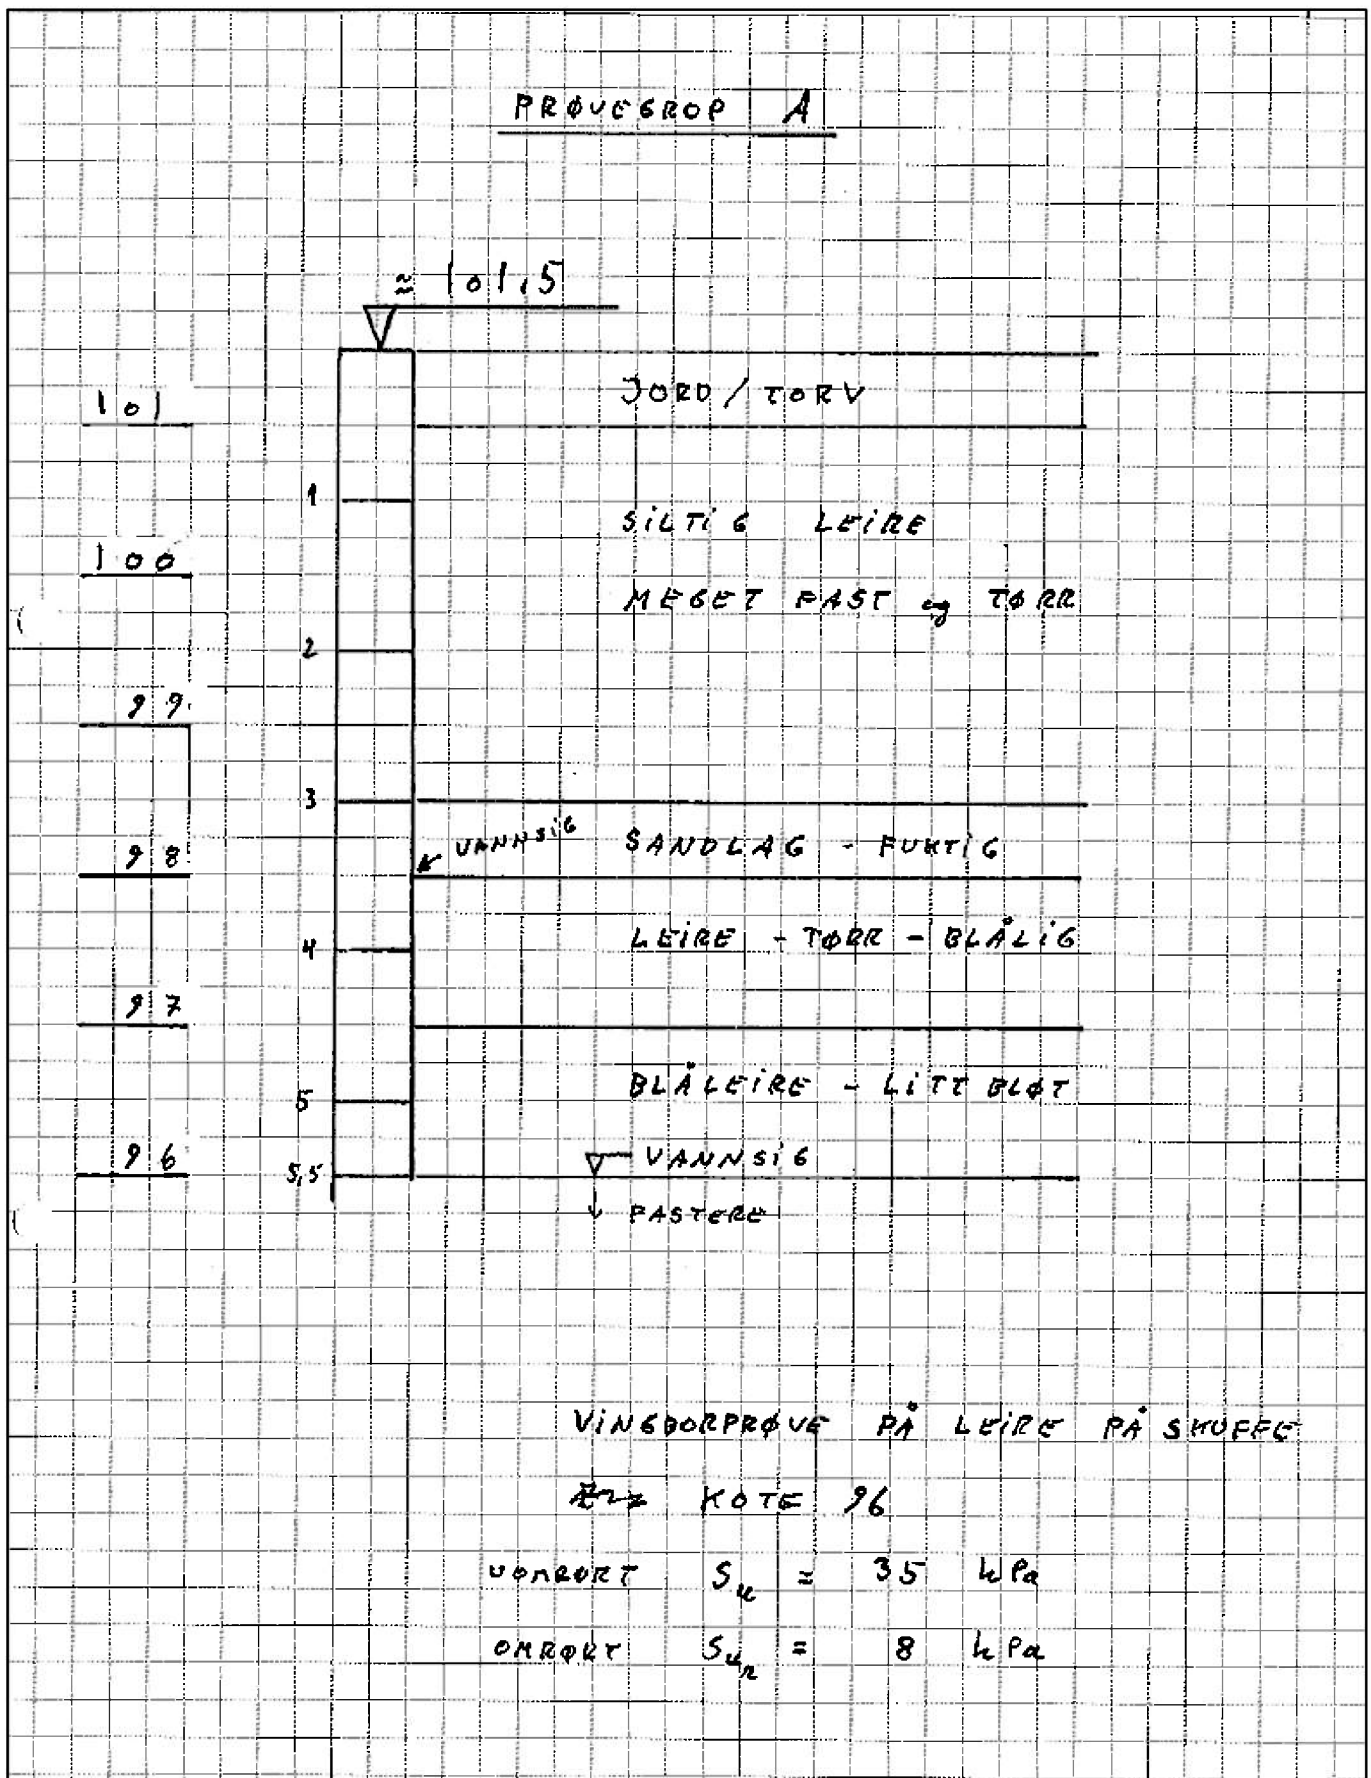 PRØVEGROP A
≈ 101,5
JORD / TORV
101
1
SILTIG LEIRE
100
MEGET FAST og TØRR
2
99
3
VANNSIG SANDLAG - FUKTIG
98
4
LEIRE - TØRR - BLÅLIG
97
5
BLÅLEIRE - LITT BLØT
96
5,5
VANNSIG
FASTERE
VINGBORPRØVE PÅ LEIRE PÅ SKUFFE
KOTE 96
UOMRØRT Su = 35 kPa
OMRØRT Sur = 8 kPa